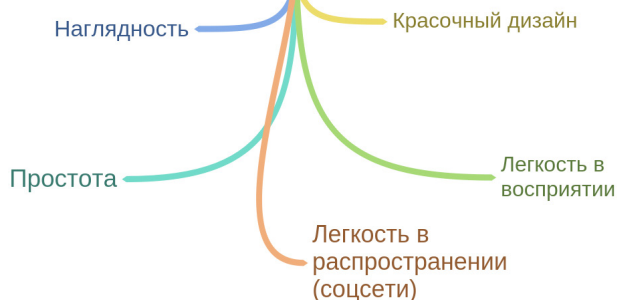 Наглядность
Красочный дизайн
Простота
Легкость в
восприятии
Легкость в
распространении
(соцсети)